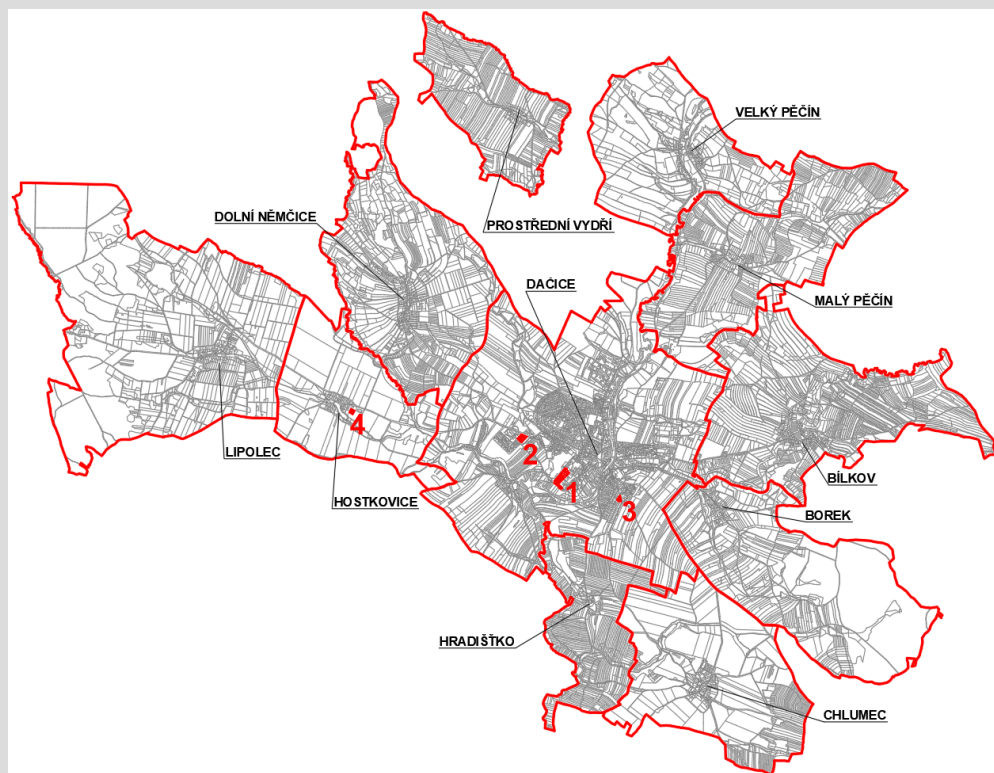 VELKÝ PĚČÍN
DOLNÍ NĚMČICE
PROSTŘEDNÍ VYDŘÍ
DAČICE
MALÝ PĚČÍN
4
2
LIPOLEC
BÍLKOV
1
HOSTKOVICE
3
BOREK
HRADIŠŤKO
CHLUMEC